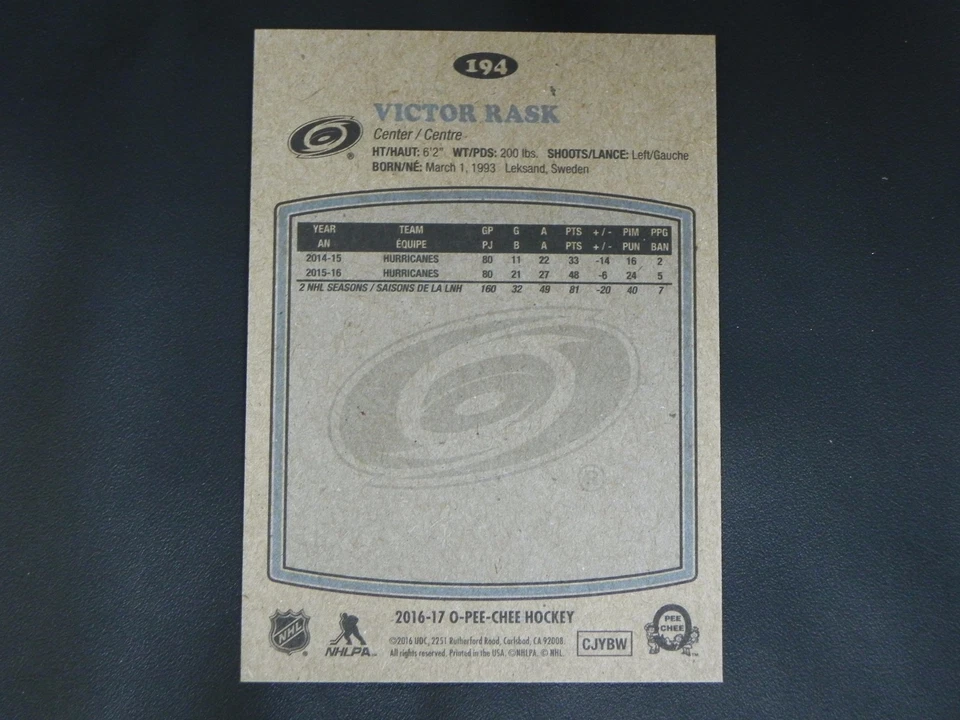 194
VICTOR RASK
Center / Centre
HT/HAUT: 6'2" WT/PDS: 200 lbs. SHOOTS/LANCE: Left/Gauche
BORN/NÉ: March 1, 1993 Leksand, Sweden
YEAR TEAM GP G A PTS +/- PIM PPG
AN ÉQUIPE PJ B A PTS +/- PUN BAN
2014-15 HURRICANES 80 11 22 33 -14 16 2
2015-16 HURRICANES 80 21 27 48 -6 24 5
2 NHL SEASONS / SAISONS DE LA LNH 160 32 49 81 -20 40 7
®
2016-17 O-PEE-CHEE HOCKEY
©2016 UDC, 2251 Rutherford Road, Carlsbad, CA 92008.
All rights reserved. Printed in the USA. ©NHLPA. © NHL.
NHL
NHLPA
CJYBW
PEE
CHEE